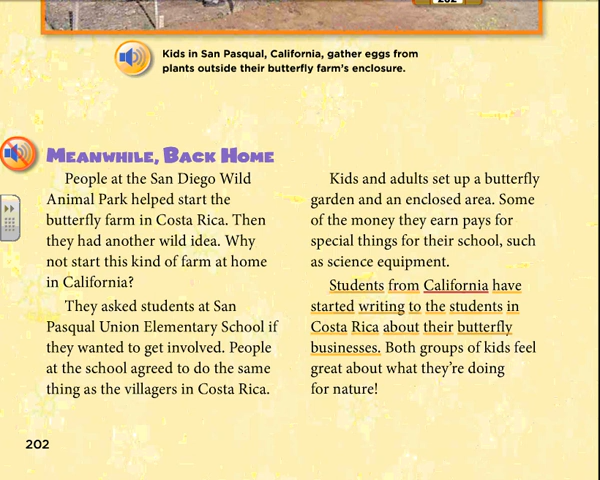 202
Kids in San Pasqual, California, gather eggs from
plants outside their butterfly farm's enclosure.
MEANWHILE, BACK HOME
People at the San Diego Wild
Animal Park helped start the
butterfly farm in Costa Rica. Then
they had another wild idea. Why
not start this kind of farm at home
in California?
They asked students at San
Pasqual Union Elementary School if
they wanted to get involved. People
at the school agreed to do the same
thing as the villagers in Costa Rica.
Kids and adults set up a butterfly
garden and an enclosed area. Some
of the money they earn pays for
special things for their school, such
as science equipment.
Students from California have
started writing to the students in
Costa Rica about their butterfly
businesses. Both groups of kids feel
great about what they're doing
for nature!
202